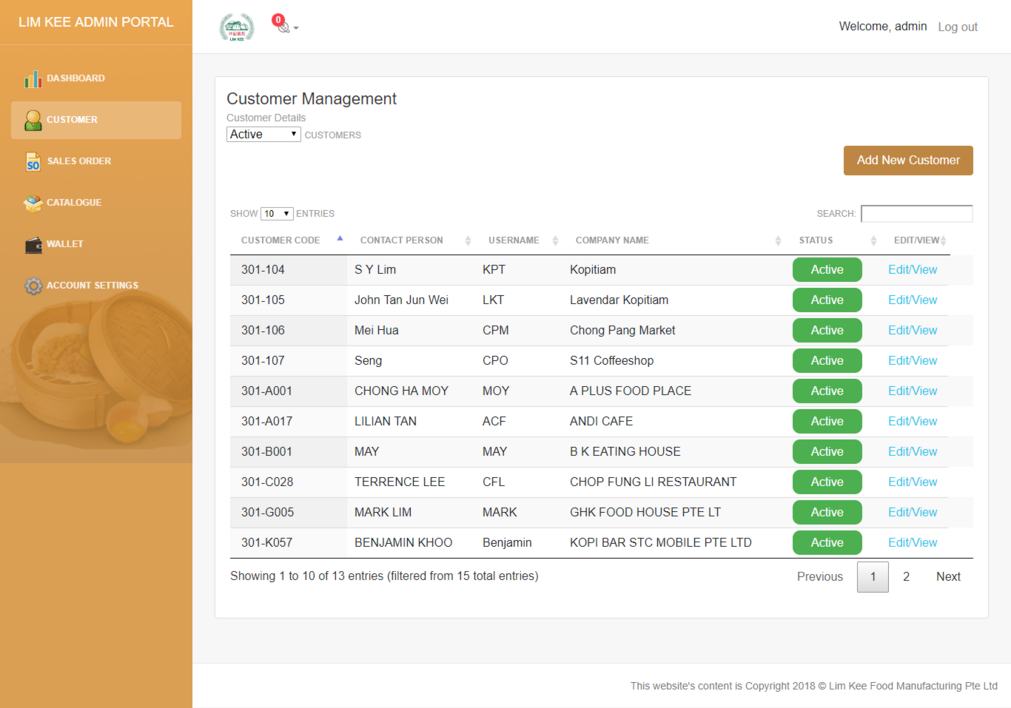 LIM KEE ADMIN PORTAL
DASHBOARD
CUSTOMER
SO
SALES ORDER
CATALOGUE
WALLET
ACCOUNT SETTINGS
LIM KEE
0
Welcome, admin Log out
Customer Management
Customer Details
Active CUSTOMERS
Add New Customer
SHOW 10 ENTRIES SEARCH:
CUSTOMER CODE CONTACT PERSON USERNAME COMPANY NAME STATUS EDIT/VIEW
301-104 S Y Lim KPT Kopitiam Active Edit/View
301-105 John Tan Jun Wei LKT Lavendar Kopitiam Active Edit/View
301-106 Mei Hua CPM Chong Pang Market Active Edit/View
301-107 Seng CPO S11 Coffeeshop Active Edit/View
301-A001 CHONG HA MOY MOY A PLUS FOOD PLACE Active Edit/View
301-A017 LILIAN TAN ACF ANDI CAFE Active Edit/View
301-B001 MAY MAY B K EATING HOUSE Active Edit/View
301-C028 TERRENCE LEE CFL CHOP FUNG LI RESTAURANT Active Edit/View
301-G005 MARK LIM MARK GHK FOOD HOUSE PTE LT Active Edit/View
301-K057 BENJAMIN KHOO Benjamin KOPI BAR STC MOBILE PTE LTD Active Edit/View
Showing 1 to 10 of 13 entries (filtered from 15 total entries) Previous 1 2 Next
This website's content is Copyright 2018 © Lim Kee Food Manufacturing Pte Ltd